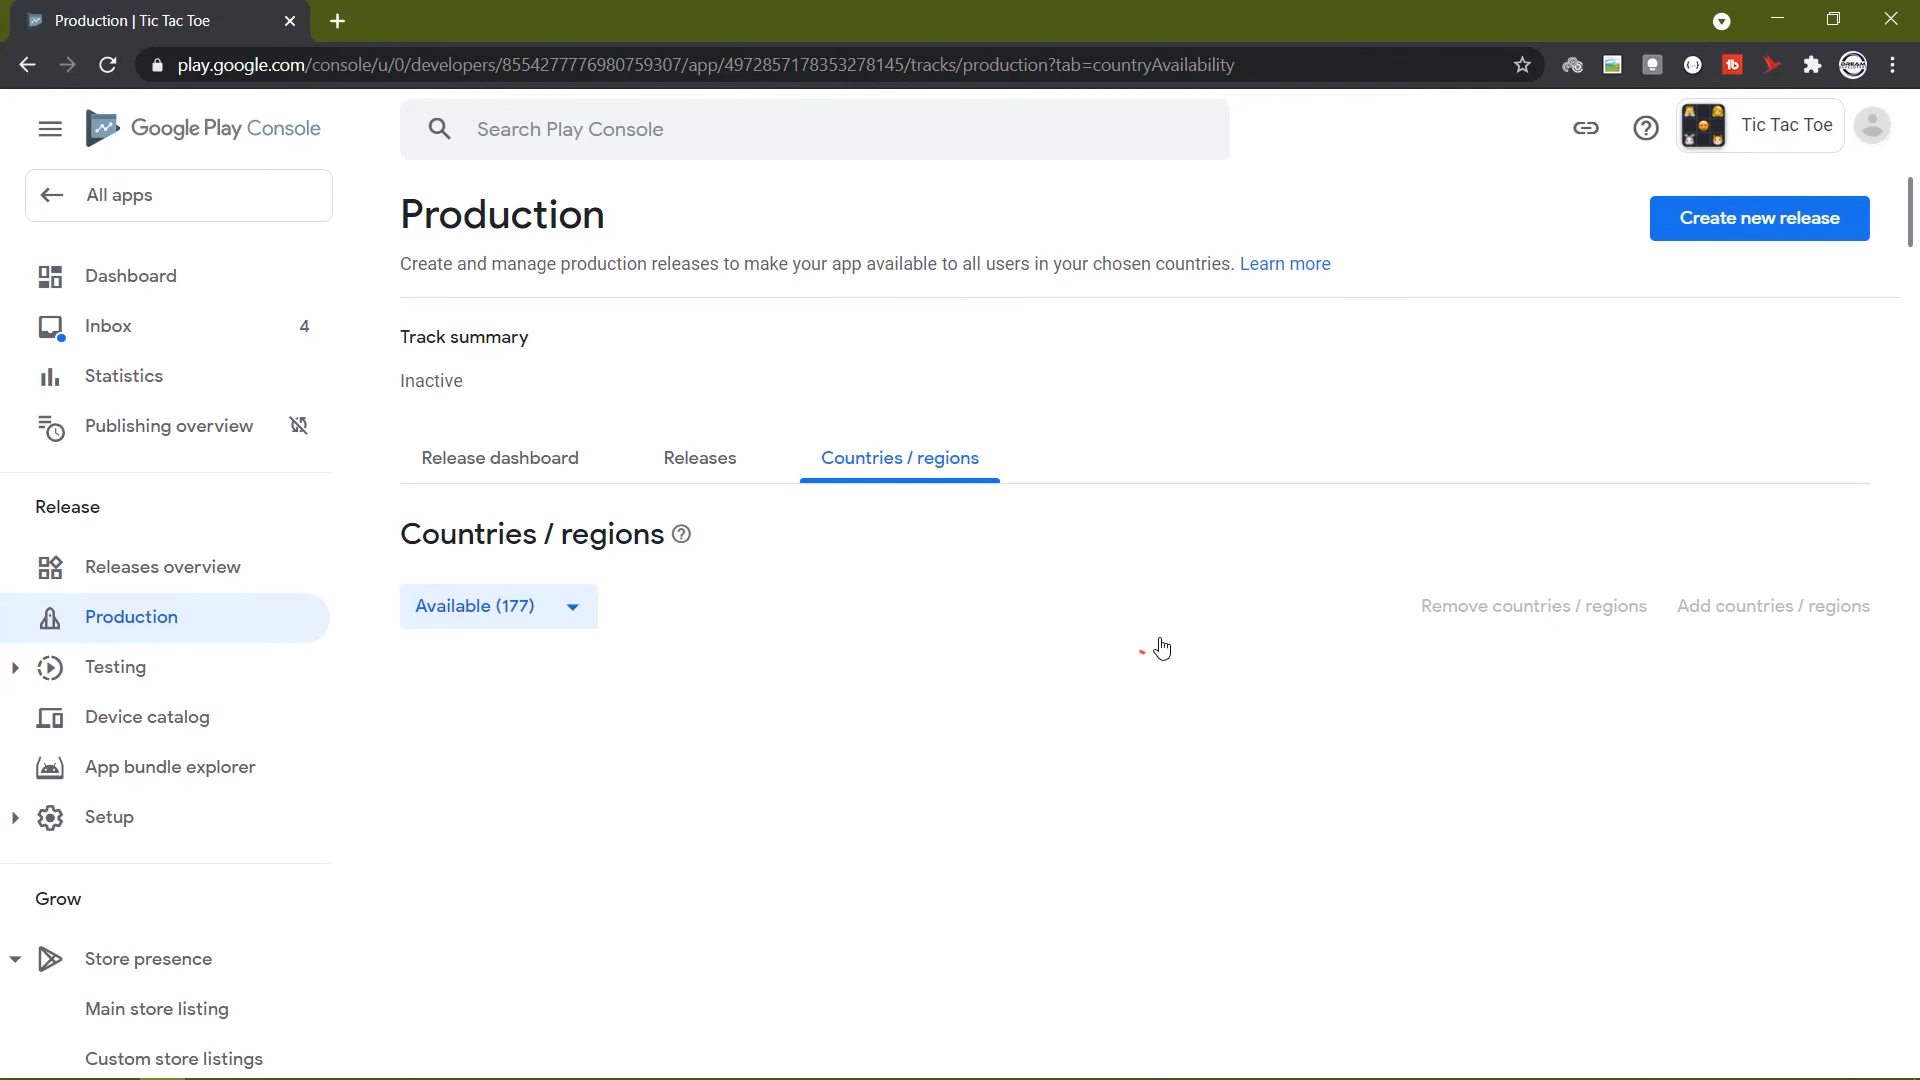 Production | Tic Tac Toe
play.google.com/console/u/0/developers/8554277776980759307/app/4972857178353278145/tracks/production?tab=countryAvailability
Google Play Console
Search Play Console
Tic Tac Toe
All apps
Production
Create new release
Create and manage production releases to make your app available to all users in your chosen countries. Learn more
Dashboard
Inbox 4
Statistics
Publishing overview
Track summary
Inactive
Release dashboard Releases Countries / regions
Release
Countries / regions
Releases overview
Available (177) Remove countries / regions Add countries / regions
Production
Testing
Device catalog
App bundle explorer
Setup
Grow
Store presence
Main store listing
Custom store listings